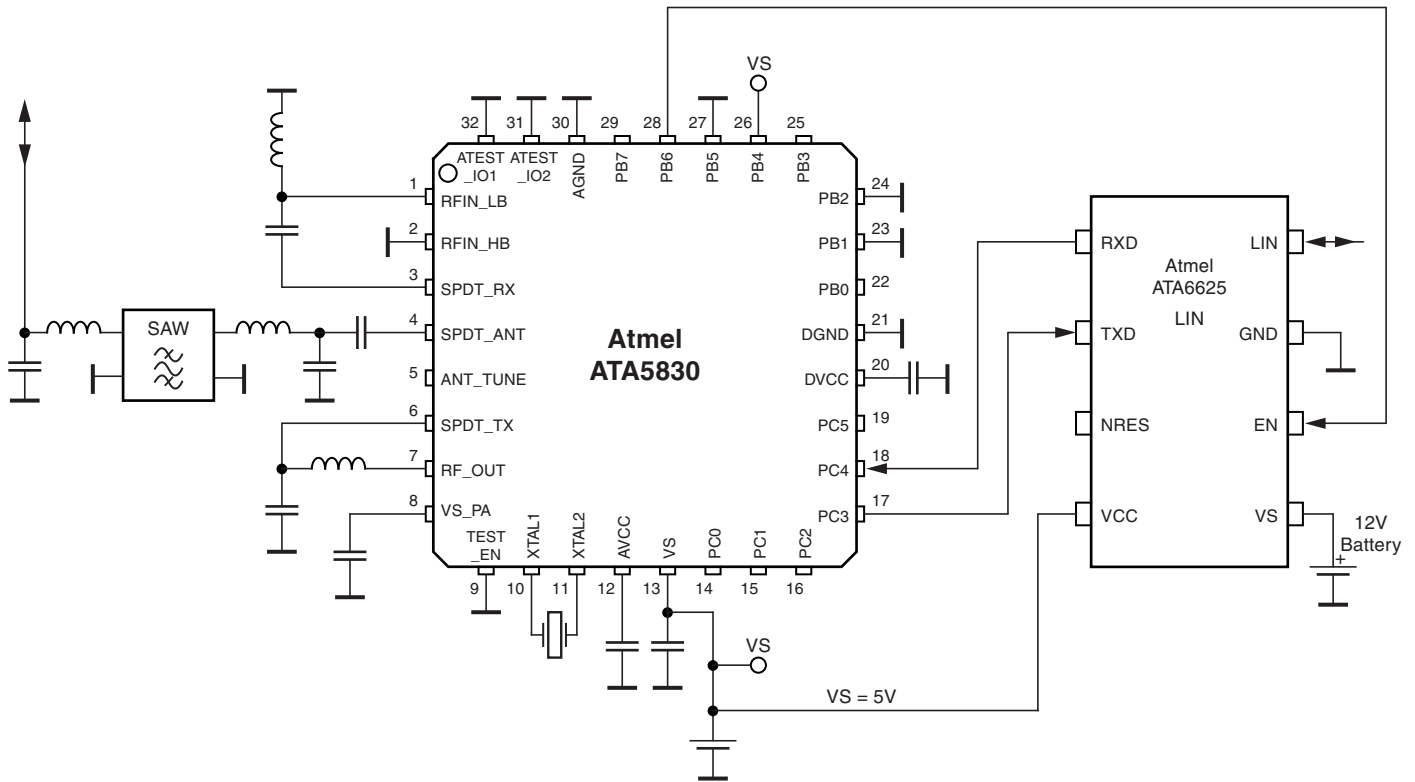 VS
32
31
30
29
28
27
26
25
ATEST
_IO1
ATEST
_IO2
AGND
PB7
PB6
PB5
PB4
PB3
1
RFIN_LB
2
RFIN_HB
3
SPDT_RX
4
SPDT_ANT
5
ANT_TUNE
6
SPDT_TX
7
RF_OUT
8
VS_PA
SAW
Atmel
ATA5830
24
PB2
23
PB1
22
PB0
21
DGND
20
DVCC
19
PC5
18
PC4
17
PC3
TEST
_EN
XTAL1
XTAL2
AVCC
VS
PC0
PC1
PC2
9
10
11
12
13
14
15
16
VS
VS = 5V
RXD
LIN
Atmel
ATA6625
LIN
TXD
GND
NRES
EN
VCC
VS
12V
Battery
+